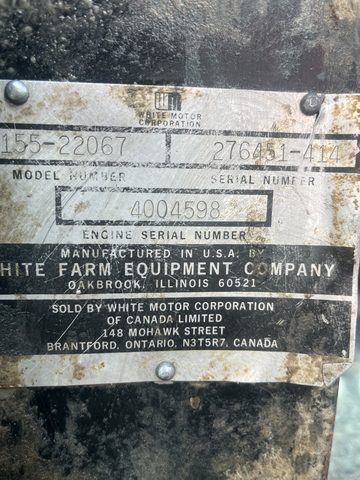 WHITE MOTOR
CORPORATION
155-22067 276451-414
MODEL NUMBER SERIAL NUMBER
4004598
ENGINE SERIAL NUMBER
MANUFACTURED IN U.S.A. BY
HITE FARM EQUIPMENT COMPANY
OAKBROOK, ILLINOIS 60521
SOLD BY WHITE MOTOR CORPORATION
OF CANADA LIMITED
148 MOHAWK STREET
BRANTFORD, ONTARIO, N3T5R7, CANADA